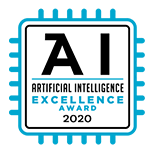 AI
ARTIFICIAL INTELLIGENCE
EXCELLENCE
AWARD
2020